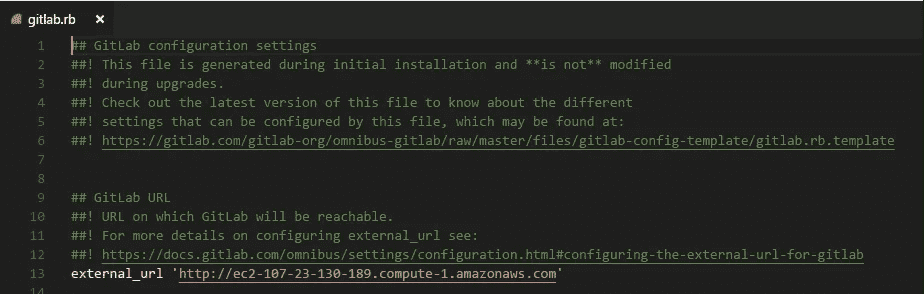 gitlab.rb ×
1 ## GitLab configuration settings
2 ##! This file is generated during initial installation and **is not** modified
3 ##! during upgrades.
4 ##! Check out the latest version of this file to know about the different
5 ##! settings that can be configured by this file, which may be found at:
6 ##! https://gitlab.com/gitlab-org/omnibus-gitlab/raw/master/files/gitlab-config-template/gitlab.rb.template
7
8
9 ## GitLab URL
10 ##! URL on which GitLab will be reachable.
11 ##! For more details on configuring external_url see:
12 ##! https://docs.gitlab.com/omnibus/settings/configuration.html#configuring-the-external-url-for-gitlab
13 external_url 'http://ec2-107-23-130-189.compute-1.amazonaws.com'
14